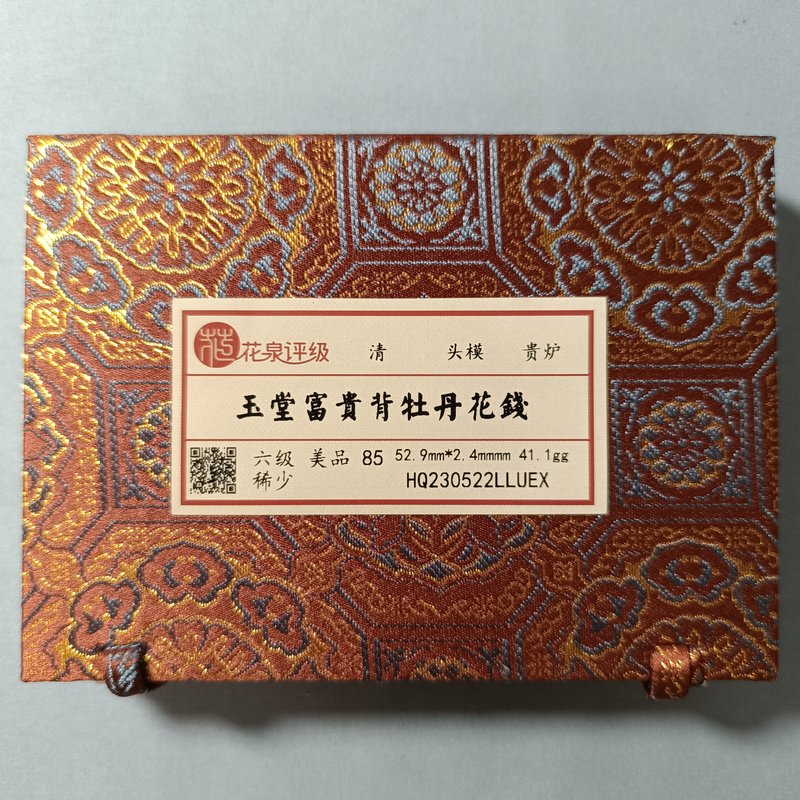 花泉评级 清 头模 贵炉
玉堂富貴背牡丹花錢
六级 美品 85 52.9mm*2.4mmmm 41.1gg
稀少 HQ230522LLUEX